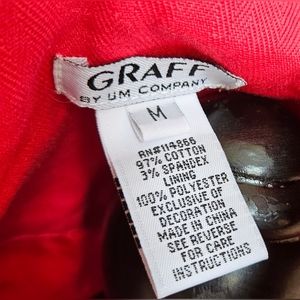 GRAFF
BY UM COMPANY
M
RN#114866
97% COTTON
3% SPANDEX
LINING
100% POLYESTER
EXCLUSIVE OF
DECORATION
MADE IN CHINA
SEE REVERSE
FOR CARE
INSTRUCTIONS